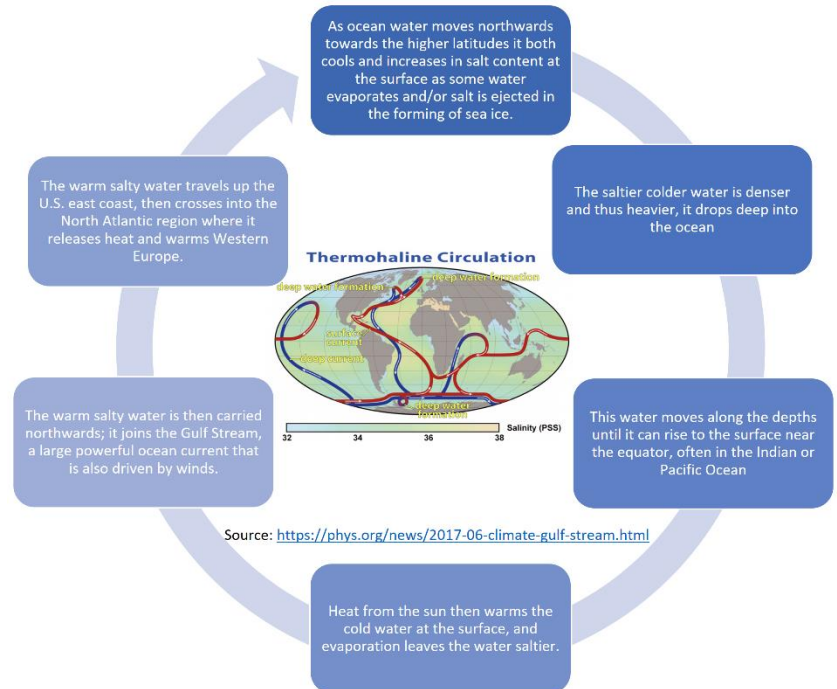 As ocean water moves northwards
towards the higher latitudes it both
cools and increases in salt content at
the surface as some water
evaporates and/or salt is ejected in
the forming of sea ice.
The saltier colder water is denser
and thus heavier, it drops deep into
the ocean
This water moves along the depths
until it can rise to the surface near
the equator, often in the Indian or
Pacific Ocean
Heat from the sun then warms the
cold water at the surface, and
evaporation leaves the water saltier.
The warm salty water is then carried
northwards; it joins the Gulf Stream,
a large powerful ocean current that
is also driven by winds.
The warm salty water travels up the
U.S. east coast, then crosses into the
North Atlantic region where it
releases heat and warms Western
Europe.
Thermohaline Circulation
deep water formation
deep water formation
surface
current
deep current
deep water
formation
Salinity (PSS)
32 34 36 38
Source: https://phys.org/news/2017-06-climate-gulf-stream.html